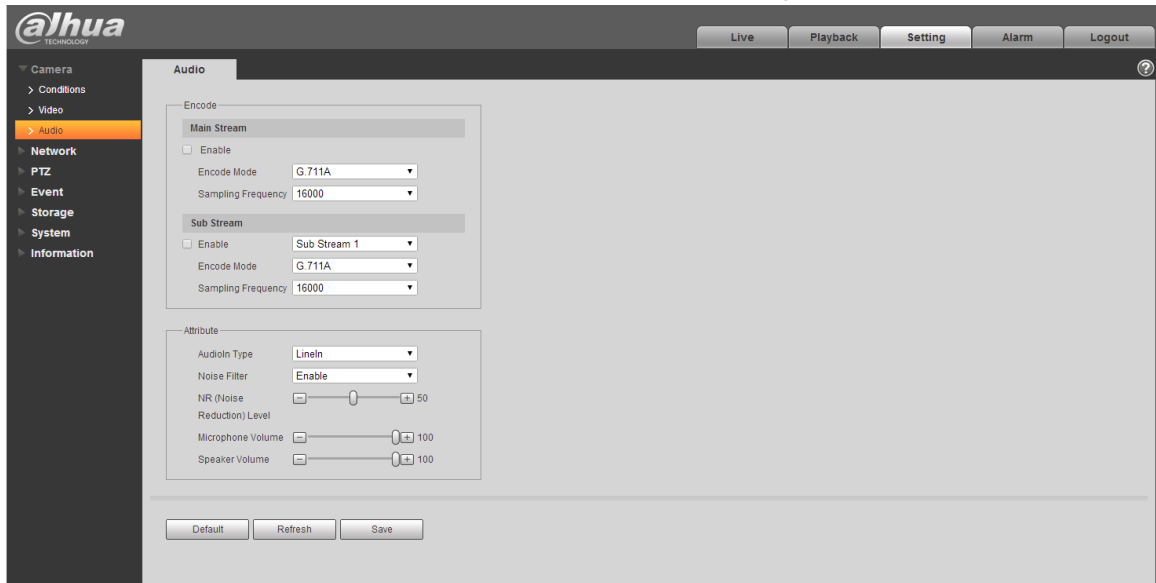 alhua
TECHNOLOGY
Live
Playback
Setting
Alarm
Logout
Camera
Conditions
Video
Audio
Network
PTZ
Event
Storage
System
Information
Audio
?
Encode
Main Stream
Enable
Encode Mode G.711A
Sampling Frequency 16000
Sub Stream
Enable Sub Stream 1
Encode Mode G.711A
Sampling Frequency 16000
Attribute
AudioIn Type LineIn
Noise Filter Enable
NR (Noise 50
Reduction) Level
Microphone Volume 100
Speaker Volume 100
Default Refresh Save